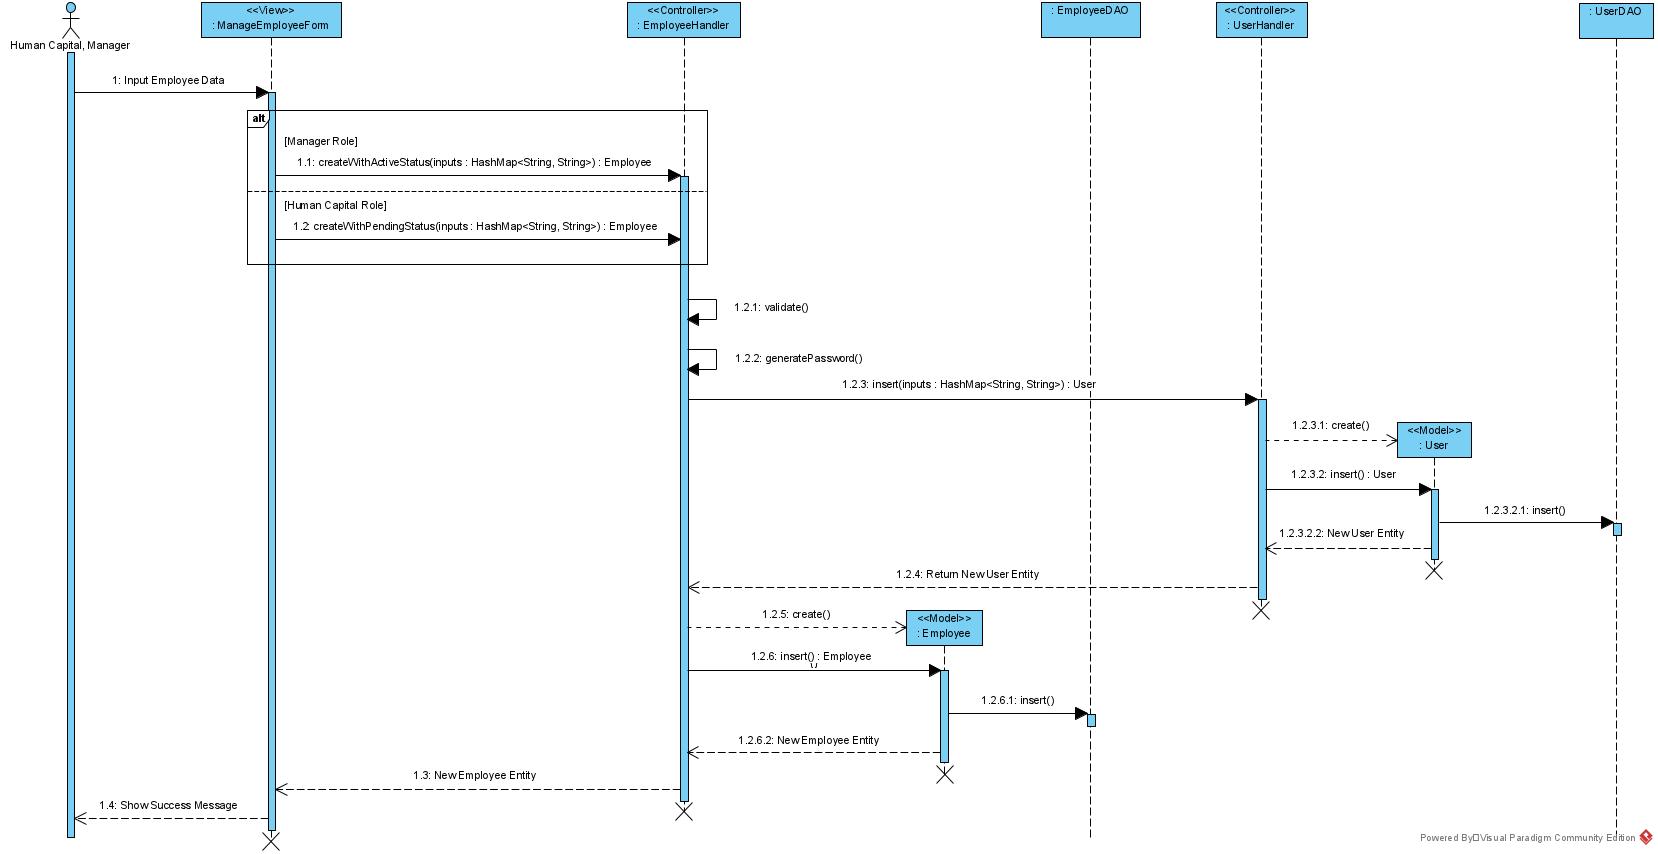 <<View>>
: ManageEmployeeForm
<<Controller>>
: EmployeeHandler
: EmployeeDAO
<<Controller>>
: UserHandler
: UserDAO
Human Capital, Manager
1: Input Employee Data
alt
[Manager Role]
1.1: createWithActiveStatus(inputs : HashMap<String, String>) : Employee
[Human Capital Role]
1.2 createWithPendingStatus(inputs : HashMap<String, String>) : Employee
1.2.1: validate()
1.2.2: generatePassword()
1.2.3: insert(inputs : HashMap<String, String>) : User
1.2.3.1: create()
<<Model>>
: User
1.2.3.2: insert() : User
1.2.3.2.1: insert()
1.2.3.2.2: New User Entity
1.2.4: Return New User Entity
1.2.5: create()
<<Model>>
: Employee
1.2.6: insert() : Employee
1.2.6.1: insert()
1.2.6.2: New Employee Entity
1.3: New Employee Entity
1.4: Show Success Message
Powered By Visual Paradigm Community Edition